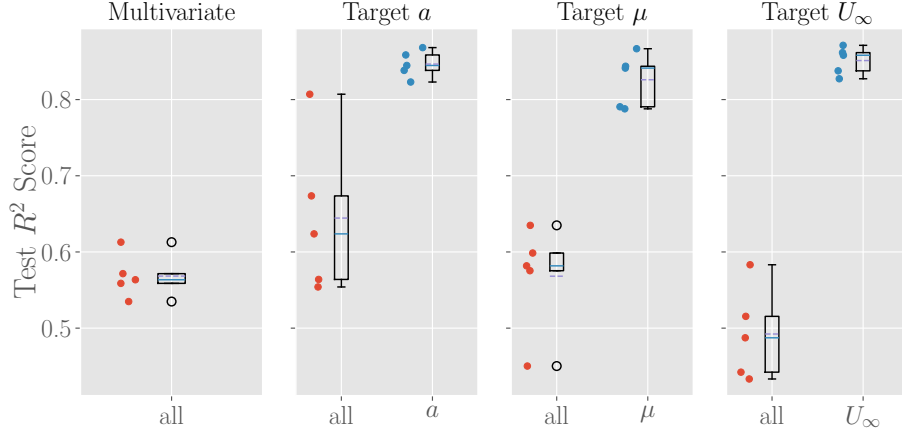 Multivariate
Target a
Target μ
Target U∞
Test R² Score
0.8
0.7
0.6
0.5
all
all
a
all
μ
all
U∞